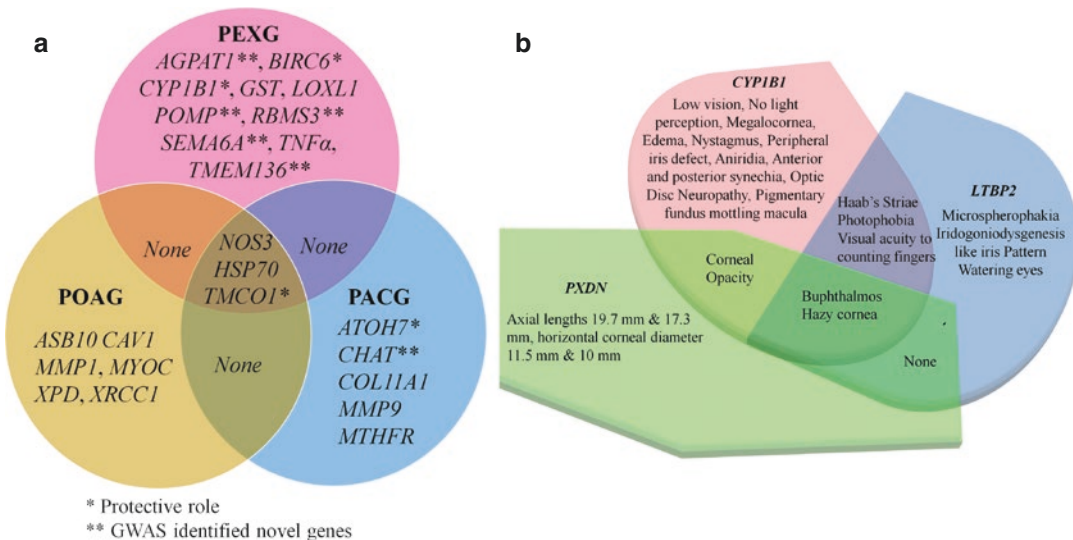 a
PEXG
AGPAT1**, BIRC6*
CYP1B1*, GST, LOXL1
POMP**, RBMS3**
SEMA6A**, TNFα,
TMEM136**
None
NOS3
HSP70
TMCO1*
None
POAG
ASB10 CAV1
MMP1, MYOC
XPD, XRCC1
None
PACG
ATOH7*
CHAT**
COL11A1
MMP9
MTHFR
* Protective role
** GWAS identified novel genes
b
CYP1B1
Low vision, No light
perception, Megalocornea,
Edema, Nystagmus, Peripheral
iris defect, Aniridia, Anterior
and posterior synechia, Optic
Disc Neuropathy, Pigmentary
fundus mottling macula
Haab's Striae
Photophobia
Visual acuity to
counting fingers
LTBP2
Microspherophakia
Iridogoniodysgenesis
like iris Pattern
Watering eyes
Corneal
Opacity
Buphthalmos
Hazy cornea
None
PXDN
Axial lengths 19.7 mm & 17.3
mm, horizontal corneal diameter
11.5 mm & 10 mm